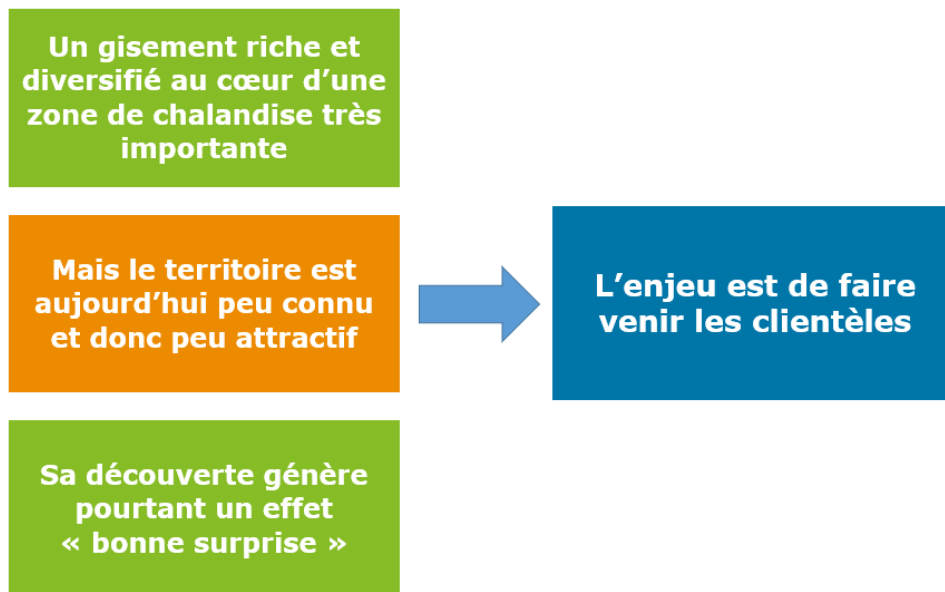 Un gisement riche et
diversifié au cœur d’une
zone de chalandise très
importante
Mais le territoire est
aujourd’hui peu connu
et donc peu attractif
Sa découverte génère
pourtant un effet
« bonne surprise »
L’enjeu est de faire
venir les clientèles